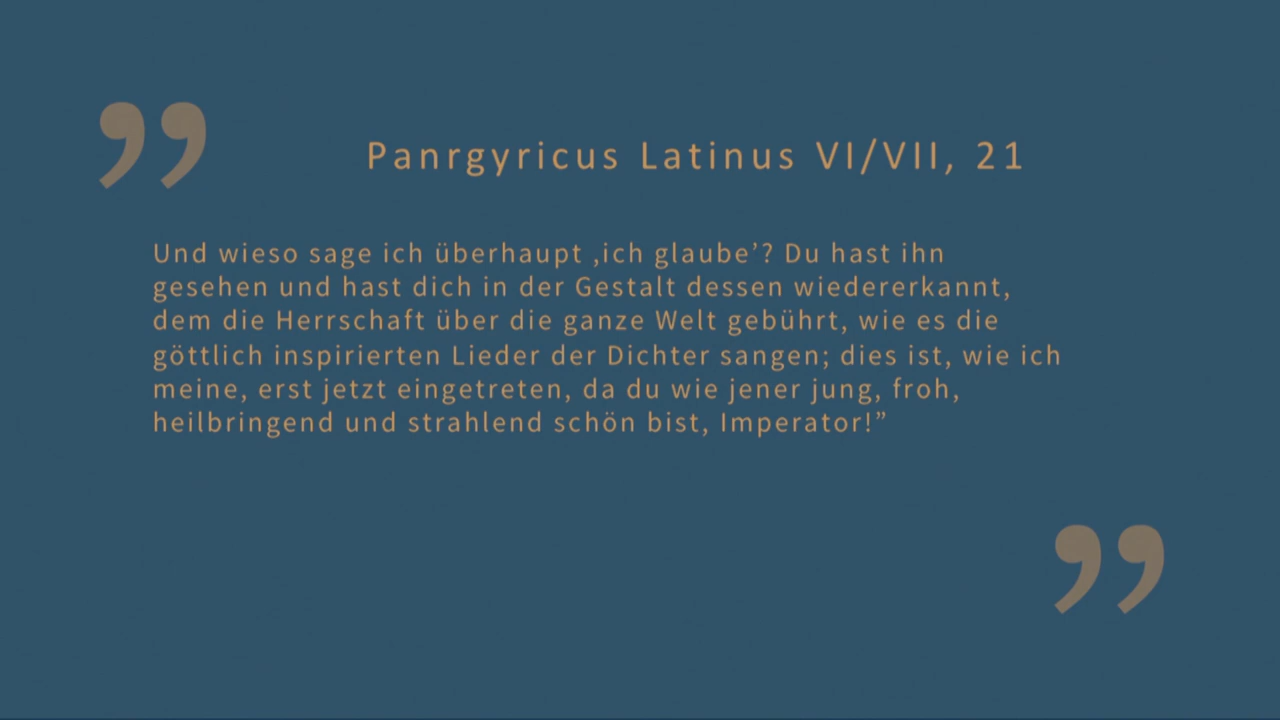 ”
Panrgyricus Latinus VI/VII, 21
Und wieso sage ich überhaupt ‚ich glaube’? Du hast ihn
gesehen und hast dich in der Gestalt dessen wiedererkannt,
dem die Herrschaft über die ganze Welt gebührt, wie es die
göttlich inspirierten Lieder der Dichter sangen; dies ist, wie ich
meine, erst jetzt eingetreten, da du wie jener jung, froh,
heilbringend und strahlend schön bist, Imperator!”
”